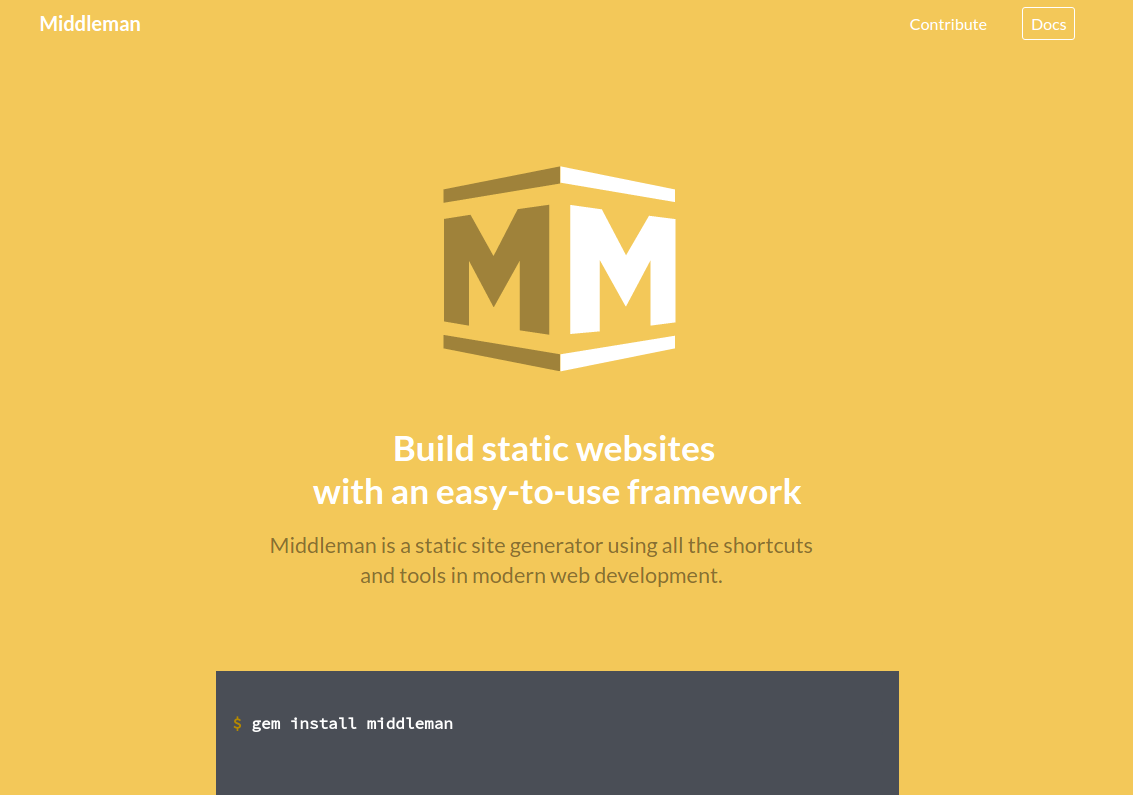 Middleman
Contribute
Docs
MM
Build static websites
with an easy-to-use framework
Middleman is a static site generator using all the shortcuts
and tools in modern web development.
$ gem install middleman